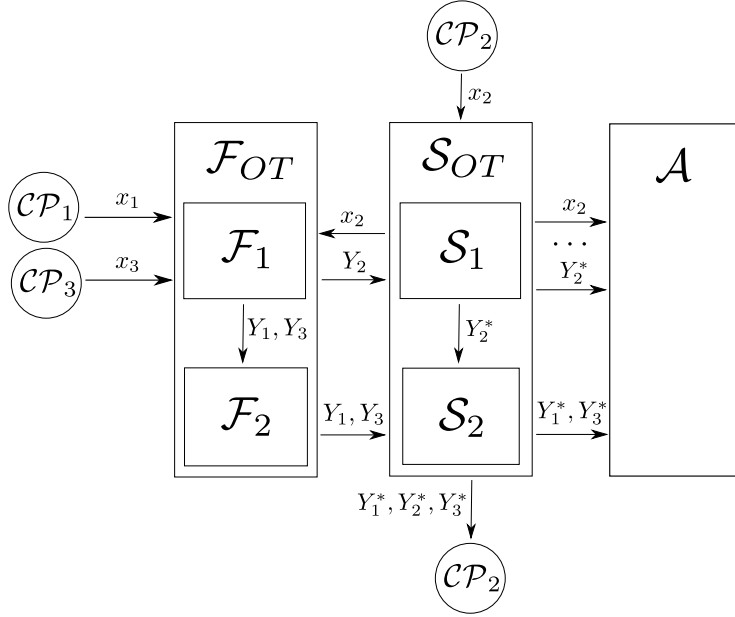 𝒞𝒫₂
x₂
ℱ_OT
𝒮_OT
𝒜
𝒞𝒫₁
x₁
ℱ₁
x₂
𝒮₁
x₂
...
𝒞𝒫₃
x₃
Y₂
Y₂*
Y₁, Y₃
Y₂*
ℱ₂
Y₁, Y₃
𝒮₂
Y₁*, Y₃*
Y₁*, Y₂*, Y₃*
𝒞𝒫₂